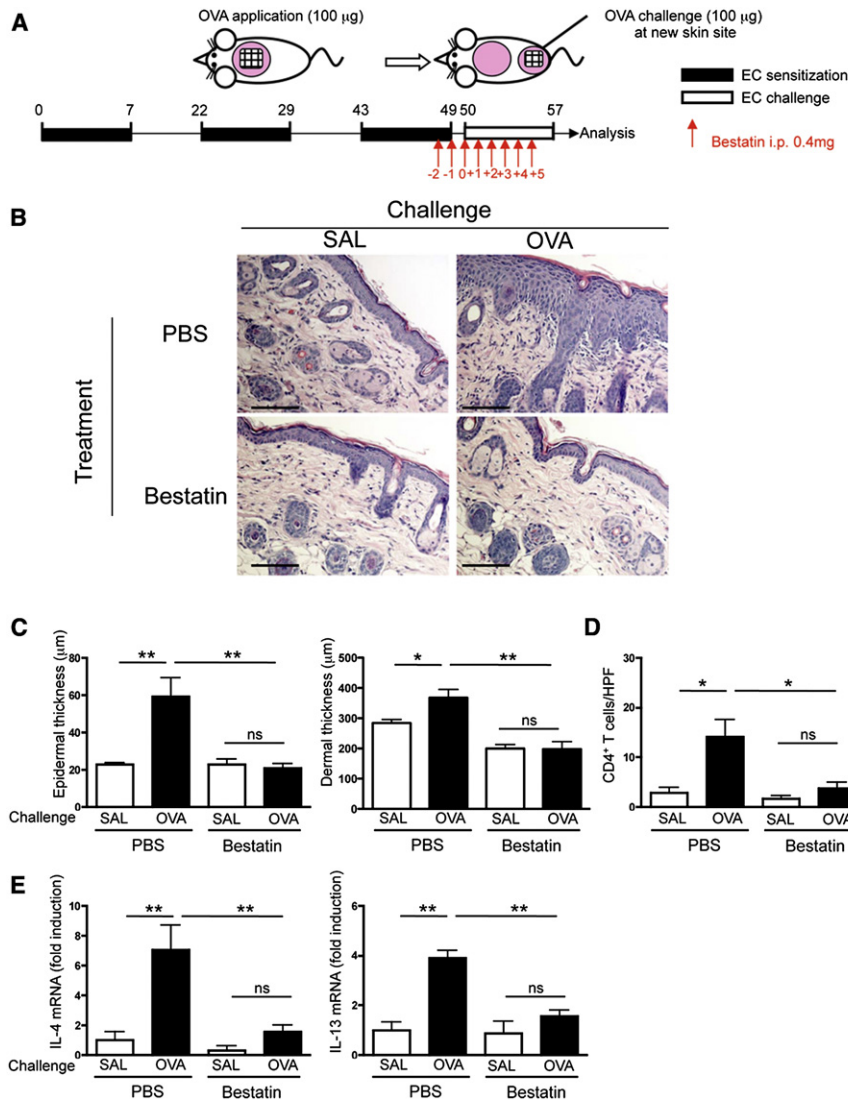 A
OVA application (100 μg)
OVA challenge (100 μg)
at new skin site
EC sensitization
EC challenge
Bestatin i.p. 0.4mg
0 7 22 29 43 49 50 57
Analysis
-2 -1 0 +1 +2 +3 +4 +5
B
Challenge
SAL OVA
Treatment
PBS
Bestatin
C
Epidermal thickness (μm)
80
60
40
20
0
** **
ns
Challenge SAL OVA SAL OVA
PBS Bestatin
Dermal thickness (μm)
500
400
300
200
100
0
* **
ns
SAL OVA SAL OVA
PBS Bestatin
D
CD4⁺ T cells/HPF
30
20
10
0
* *
ns
SAL OVA SAL OVA
PBS Bestatin
E
IL-4 mRNA (fold induction)
10
8
6
4
2
0
** **
ns
Challenge SAL OVA SAL OVA
PBS Bestatin
IL-13 mRNA (fold induction)
6
4
2
0
** **
ns
SAL OVA SAL OVA
PBS Bestatin